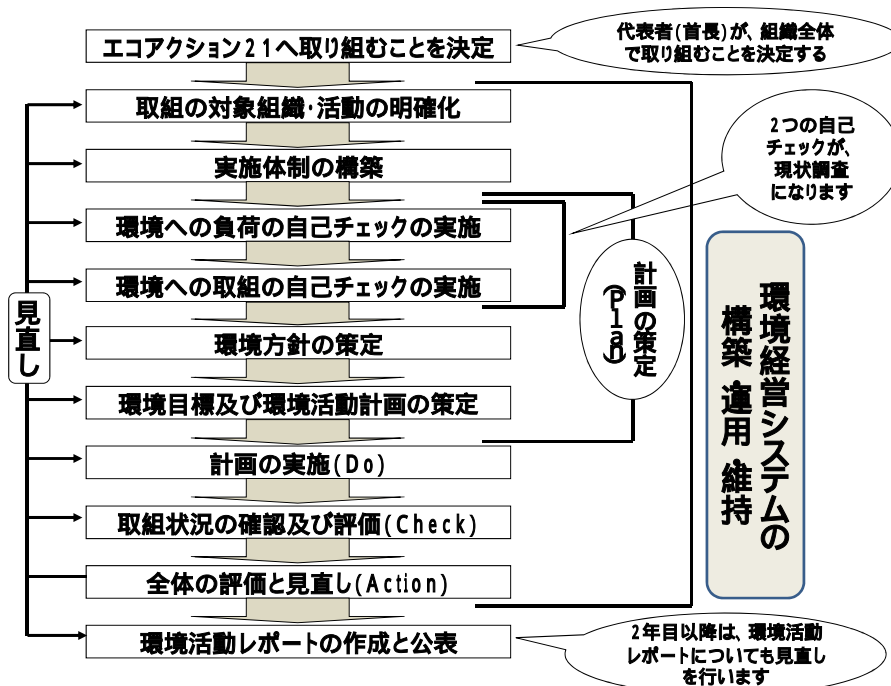 エコアクション21へ取り組むことを決定
代表者(首長)が、組織全体
で取り組むことを決定する
取組の対象組織・活動の明確化
2つの自己
チェックが、
現状調査
になります
実施体制の構築
環境への負荷の自己チェックの実施
環境への取組の自己チェックの実施
計画の策定
(Plan)
環境経営システムの
構築・運用・維持
見直し
環境方針の策定
環境目標及び環境活動計画の策定
計画の実施(Do)
取組状況の確認及び評価(Check)
全体の評価と見直し(Action)
環境活動レポートの作成と公表
2年目以降は、環境活動
レポートについても見直し
を行います